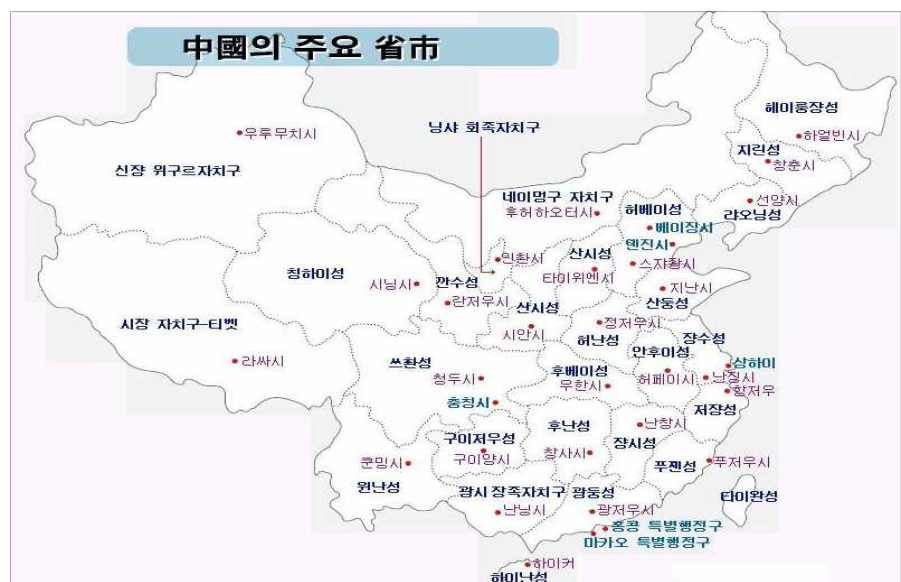 中國의 주요 省市
헤이룽쟝성
닝샤 회족자치구
우루무치시
하얼빈시
지린성
창춘시
신쟝 위구르자치구
네이멍구 자치구
후허하오터시
허베이성
선양시
랴오닝성
베이징서
톈진시
인촨시
산시성
스쟈좡시
칭하이성
시닝시
깐수성
타이위엔시
지난시
란저우시
산시성
산둥성
시장 자치구-티벳
시안시
정저우시
허난성
쟝수성
안후이성
라싸시
쓰촨성
후베이성
상하이
청두시
우한시
허페이시
난징시
항저우
충칭시
저쟝성
후난성
난창시
구이저우성
쟝시성
쿤밍시
구이양시
창사시
푸젠성
푸저우시
원난성
광시 장족자치구
광둥성
타이완성
난닝시
광저우시
홍콩 특별행정구
마카오 특별행정구
하이커
하이난성